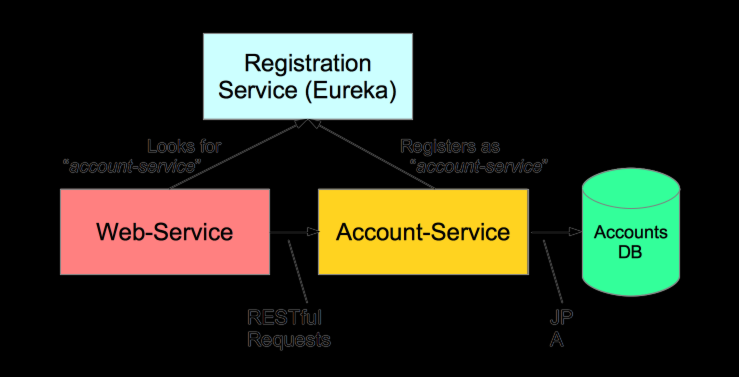 Registration
Service (Eureka)
Looks for
“account-service”
Registers as
“account-service”
Web-Service
Account-Service
Accounts
DB
RESTful
Requests
JP
A